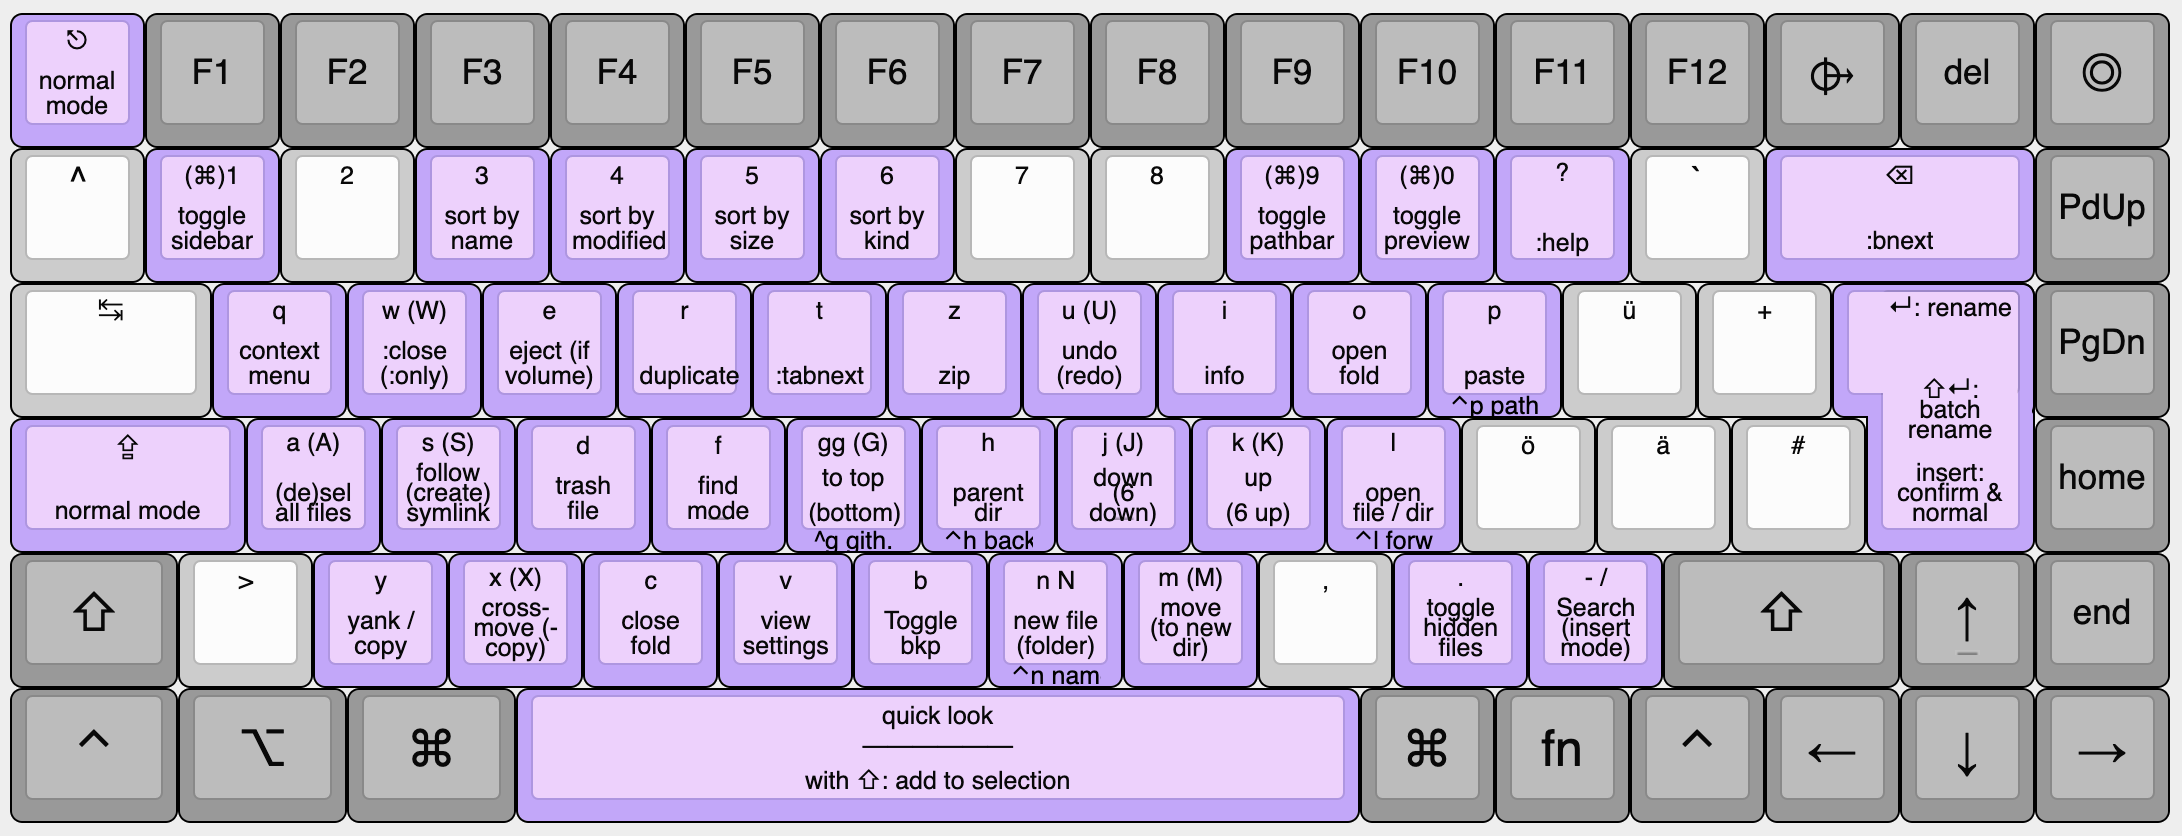 ⎋ F1 F2 F3 F4 F5 F6 F7 F8 F9 F10 F11 F12 del
normal
mode
^ (⌘)1 2 3 4 5 6 7 8 (⌘)9 (⌘)0 ? ` ⌫ PdUp
toggle sort by sort by sort by sort by toggle toggle
sidebar name modified size kind pathbar preview :help :bnext
↹ q w (W) e r t z u (U) i o p ü + ↵: rename PgDn
context :close eject (if undo open
menu (:only) volume) duplicate :tabnext zip (redo) info fold paste
^p path
⇧↵:
batch
rename
insert:
confirm &
normal
⇪ a (A) s (S) d f gg (G) h j (J) k (K) l ö ä # home
follow
(de)sel (create) trash find to top parent down up open
all files symlink file mode (bottom) dir (6 down) (6 up) file / dir
normal mode
^g gith. ^h back ^l forw
⇧ > y x (X) c v b n N m (M) , . - / ⇧ ↑ end
yank / cross- close view Toggle new file move toggle Search
copy move (- fold settings bkp (folder) (to new hidden (insert
copy) dir) files mode)
^n nam
^ ⌥ ⌘ quick look ⌘ fn ^ ← ↓ →
with ⇧: add to selection